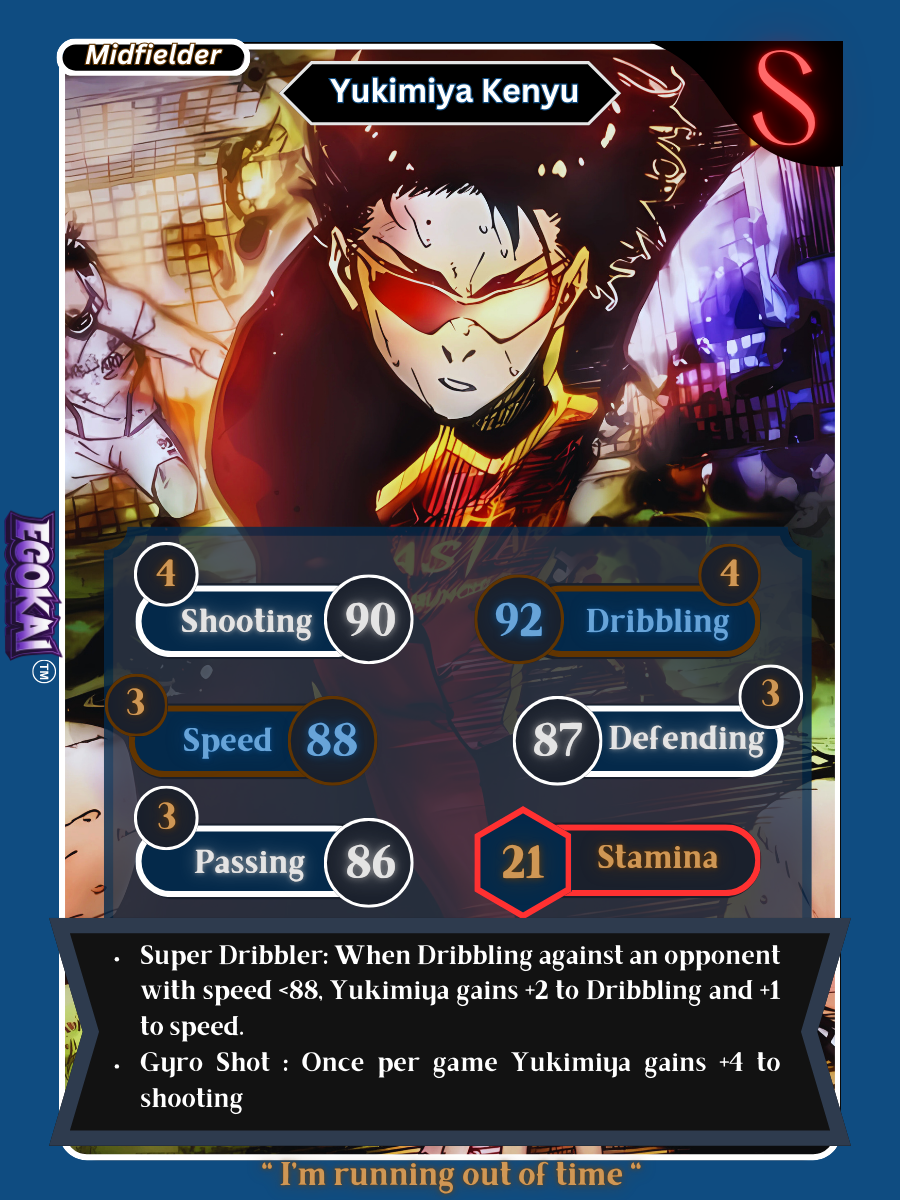 Midfielder
Yukimiya Kenyu
S
EGOKAI
TM
4
Shooting 90
4
92 Dribbling
3
Speed 88
3
87 Defending
3
Passing 86
21 Stamina
• Super Dribbler: When Dribbling against an opponent
with speed <88, Yukimiya gains +2 to Dribbling and +1
to speed.
• Gyro Shot : Once per game Yukimiya gains +4 to
shooting
“ I'm running out of time “